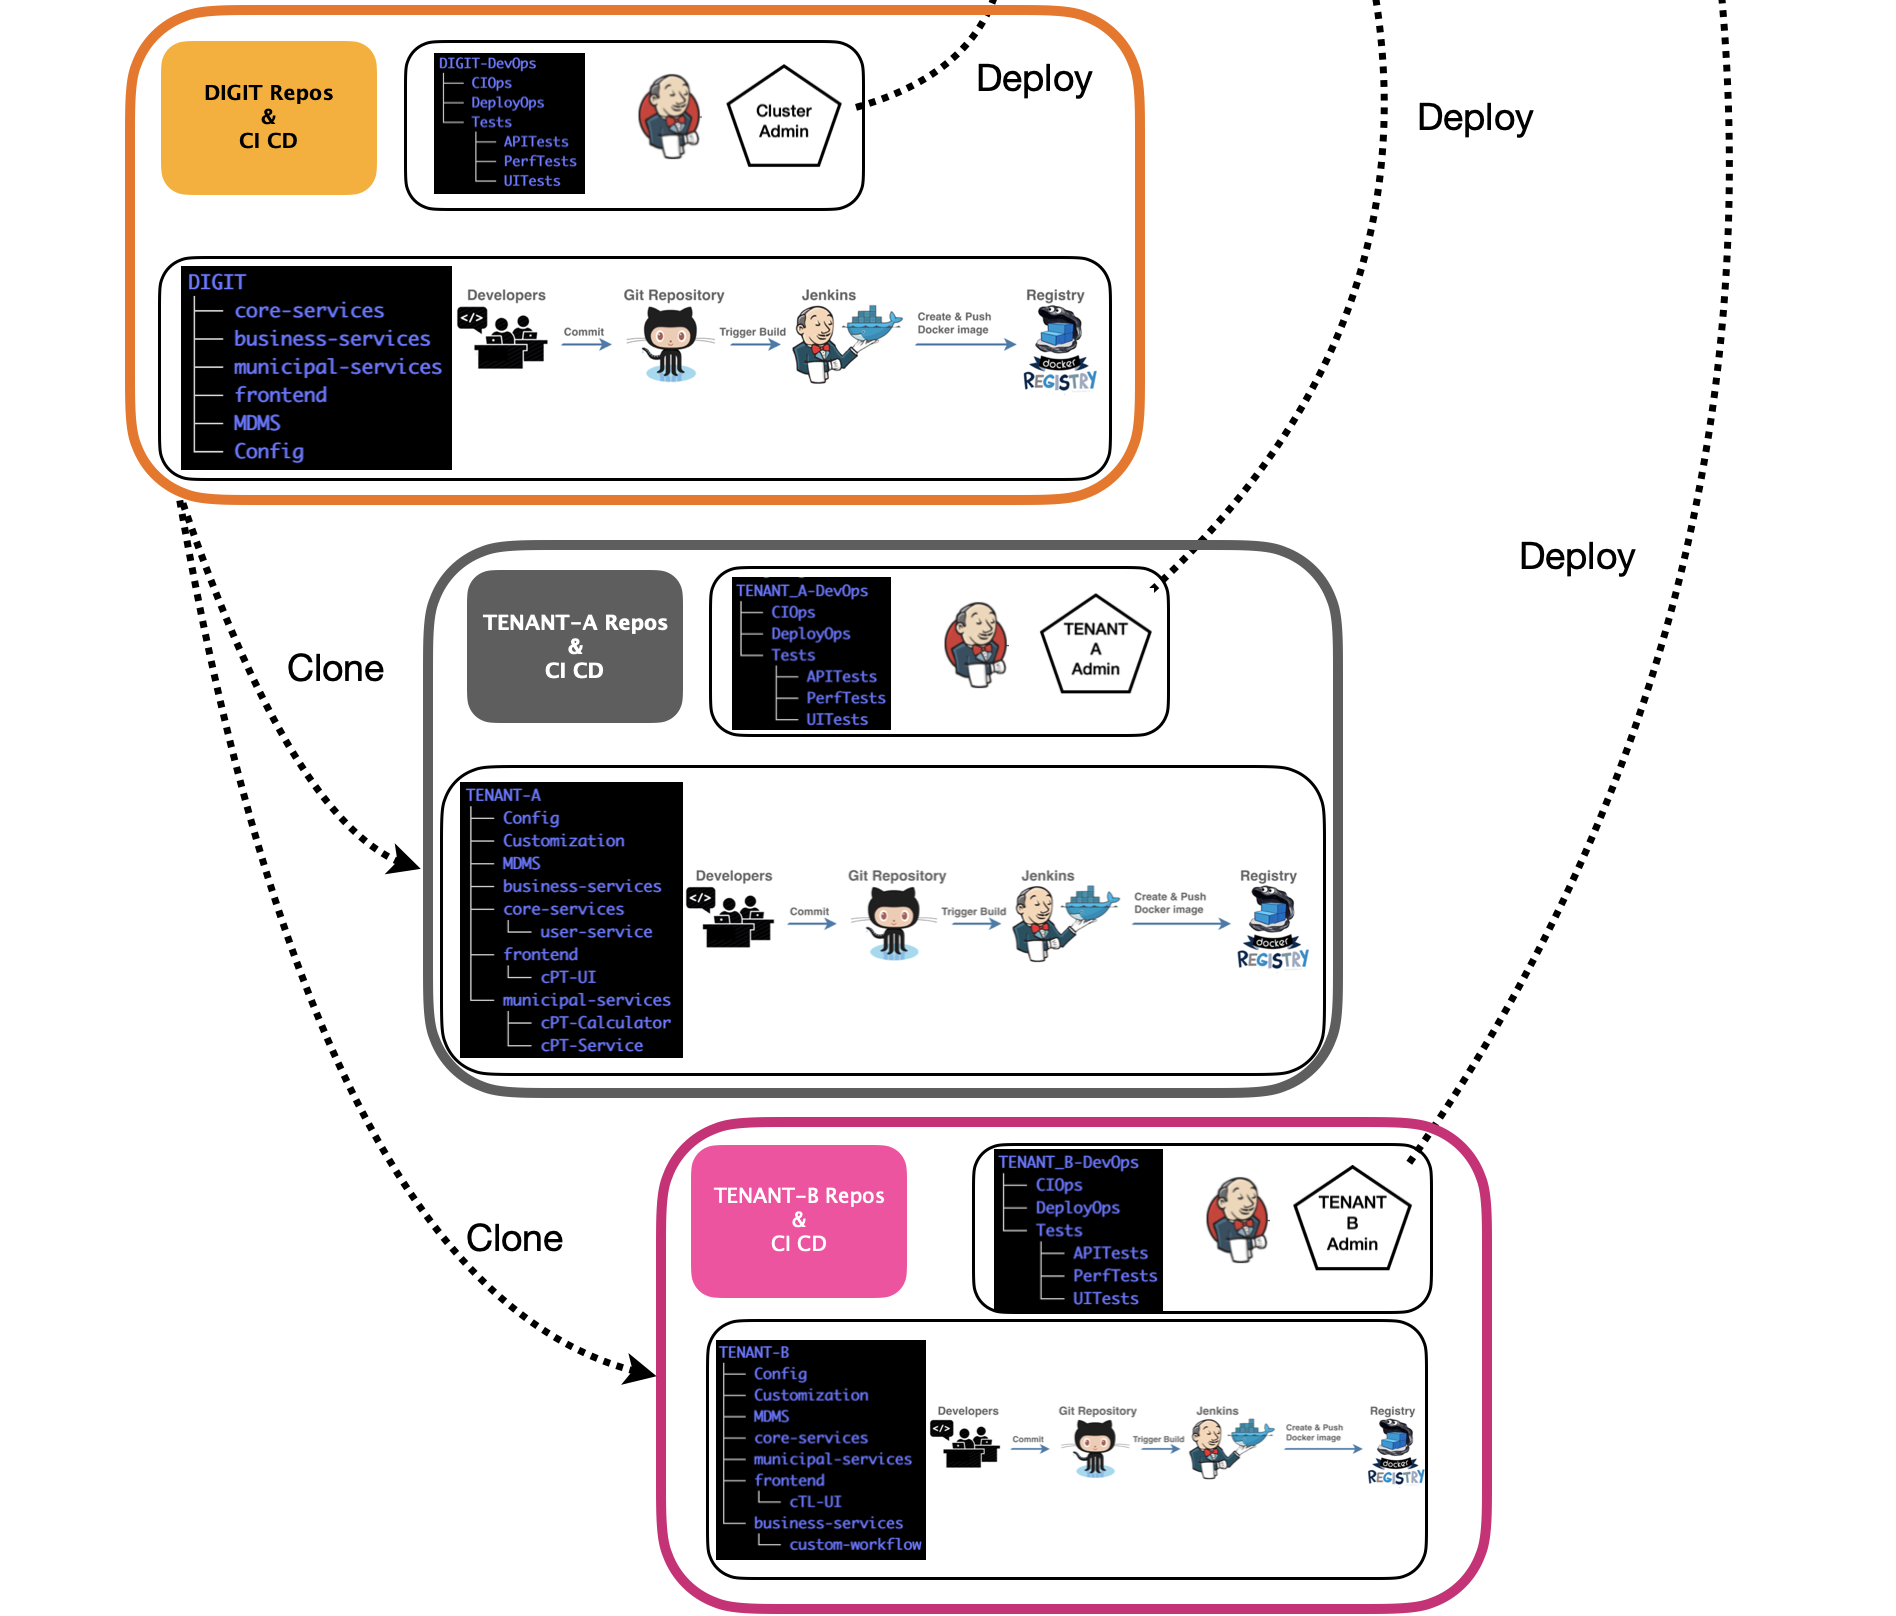 DIGIT Repos
&
CI CD
DIGIT-DevOps
CIOps
DeployOps
Tests
APITests
PerfTests
UITests
Cluster
Admin
Deploy
Deploy
DIGIT
core-services
business-services
municipal-services
frontend
MDMS
Config
Developers
</>
Commit
Git Repository
Trigger Build
Jenkins
Create & Push
Docker image
Registry
docker
REGISTRY
Deploy
Clone
TENANT-A Repos
&
CI CD
TENANT_A-DevOps
CIOps
DeployOps
Tests
APITests
PerfTests
UITests
TENANT
A
Admin
TENANT-A
Config
Customization
MDMS
business-services
core-services
user-service
frontend
cPT-UI
municipal-services
cPT-Calculator
cPT-Service
Developers
</>
Commit
Git Repository
Trigger Build
Jenkins
Create & Push
Docker image
Registry
docker
REGISTRY
Clone
TENANT-B Repos
&
CI CD
TENANT_B-DevOps
CIOps
DeployOps
Tests
APITests
PerfTests
UITests
TENANT
B
Admin
TENANT-B
Config
Customization
MDMS
core-services
municipal-services
frontend
cTL-UI
business-services
custom-workflow
Developers
</>
Commit
Git Repository
Trigger Build
Jenkins
Create & Push
Docker image
Registry
docker
REGISTRY